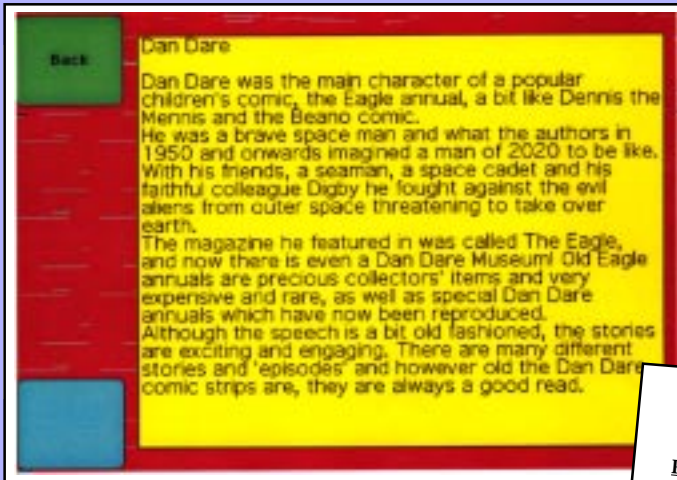 Back
Dan Dare
Dan Dare was the main character of a popular
children's comic, the Eagle annual, a bit like Dennis the
Mennis and the Beano comic.
He was a brave space man and what the authors in
1950 and onwards imagined a man of 2020 to be like.
With his friends, a seaman, a space cadet and his
faithful colleague Digby he fought against the evil
aliens from outer space threatening to take over
earth.
The magazine he featured in was called The Eagle,
and now there is even a Dan Dare Museum! Old Eagle
annuals are precious collectors' items and very
expensive and rare, as well as special Dan Dare
annuals which have now been reproduced.
Although the speech is a bit old fashioned, the stories
are exciting and engaging. There are many different
stories and 'episodes' and however old the Dan Dare
comic strips are, they are always a good read.